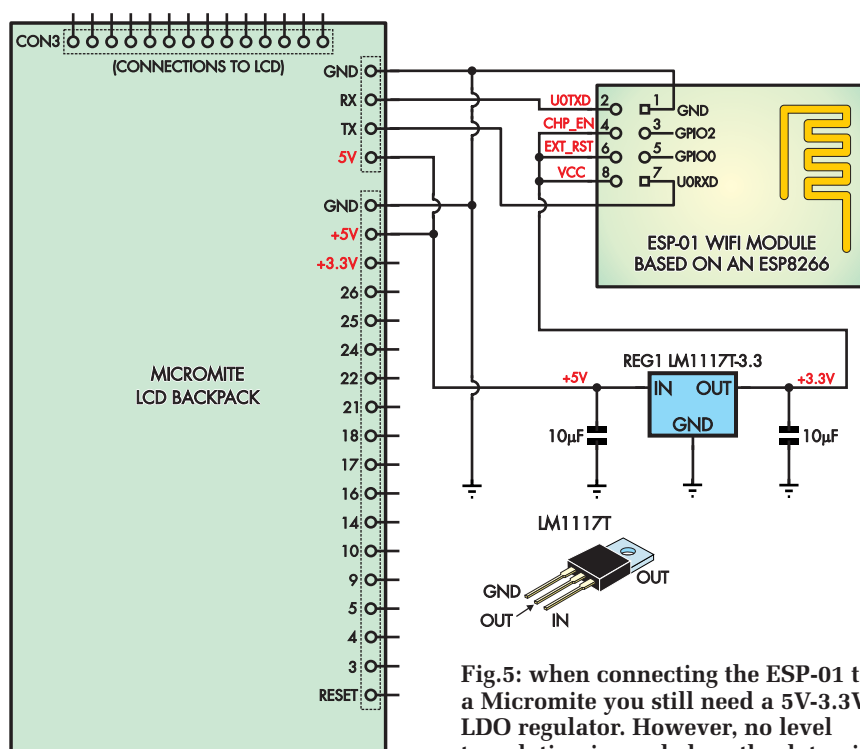 CON3
(CONNECTIONS TO LCD)
GND
RX
TX
5V
GND
+5V
+3.3V
26
25
24
22
21
18
17
16
14
10
9
5
4
3
RESET
MICROMITE
LCD BACKPACK
U0TXD
CHP_EN
EXT_RST
VCC
2
4
6
8
1
3
5
7
GND
GPIO2
GPIO0
U0RXD
ESP-01 WIFI MODULE
BASED ON AN ESP8266
REG1 LM1117T-3.3
+5V
IN OUT
GND
+3.3V
10µF
10µF
LM1117T
GND
OUT
IN
OUT
Fig.5: when connecting the ESP-01 t
a Micromite you still need a 5V-3.3V
LDO regulator. However, no level